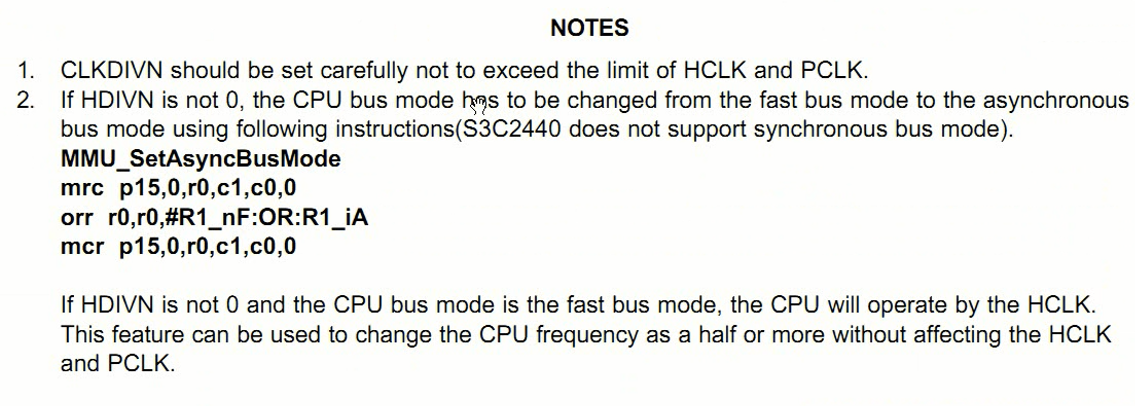 NOTES
1. CLKDIVN should be set carefully not to exceed the limit of HCLK and PCLK.
2. If HDIVN is not 0, the CPU bus mode has to be changed from the fast bus mode to the asynchronous
bus mode using following instructions(S3C2440 does not support synchronous bus mode).
MMU_SetAsyncBusMode
mrc p15,0,r0,c1,c0,0
orr r0,r0,#R1_nF:OR:R1_iA
mcr p15,0,r0,c1,c0,0
If HDIVN is not 0 and the CPU bus mode is the fast bus mode, the CPU will operate by the HCLK.
This feature can be used to change the CPU frequency as a half or more without affecting the HCLK
and PCLK.